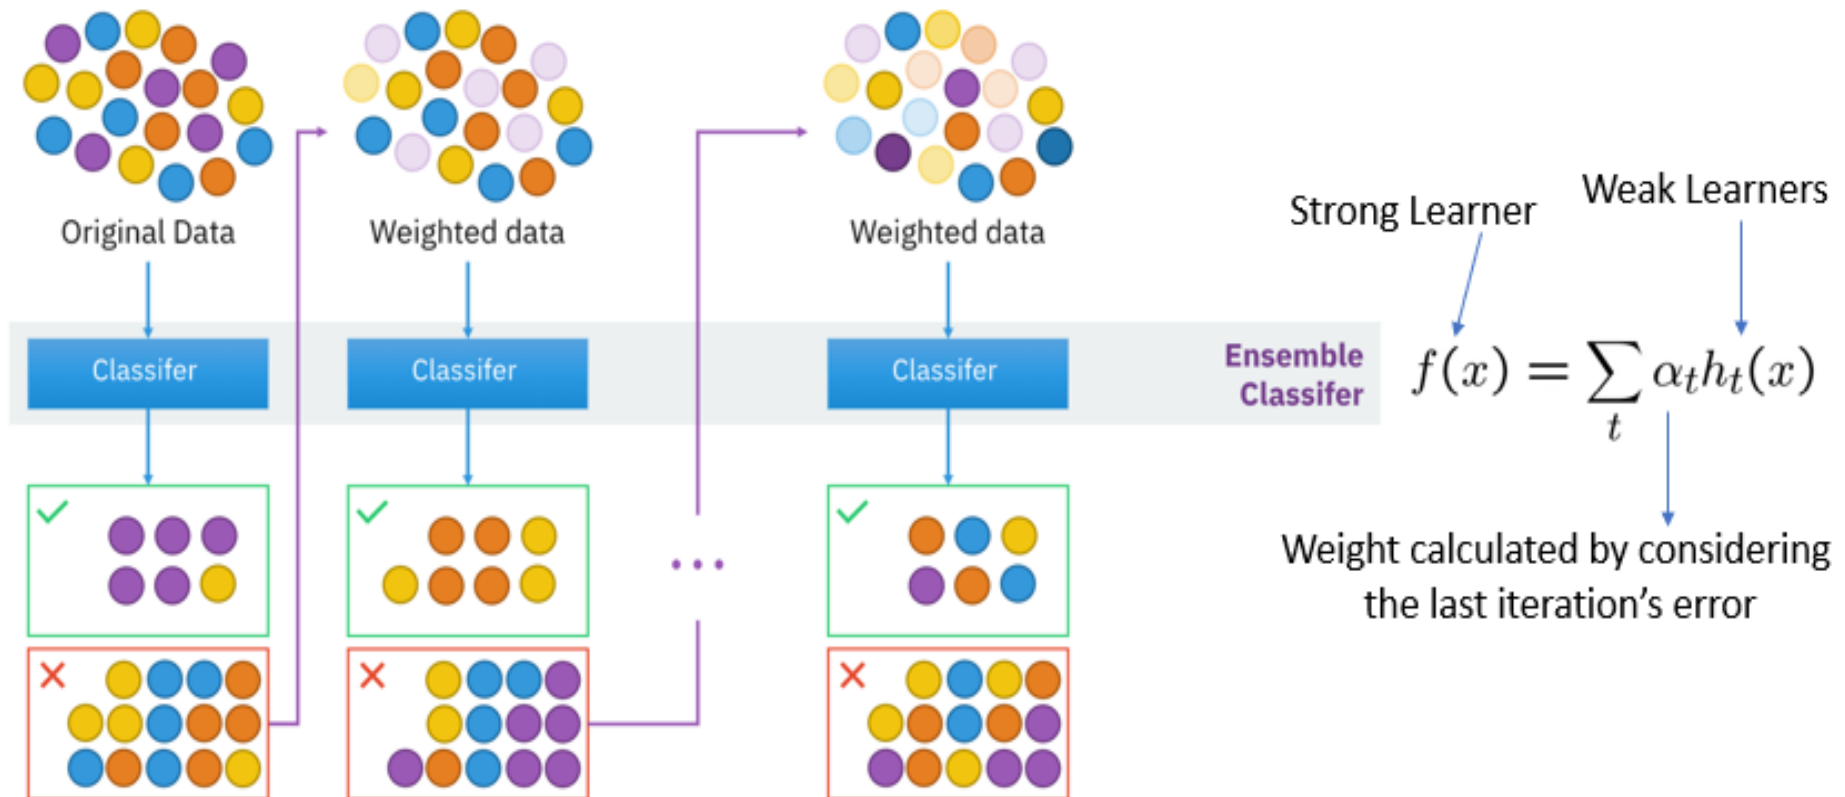 Original Data
Weighted data
Weighted data
Strong Learner
Weak Learners
Classifer
Classifer
Classifer
Ensemble
Classifer
f(x) = ∑ₜ αₜhₜ(x)
...
Weight calculated by considering
the last iteration's error